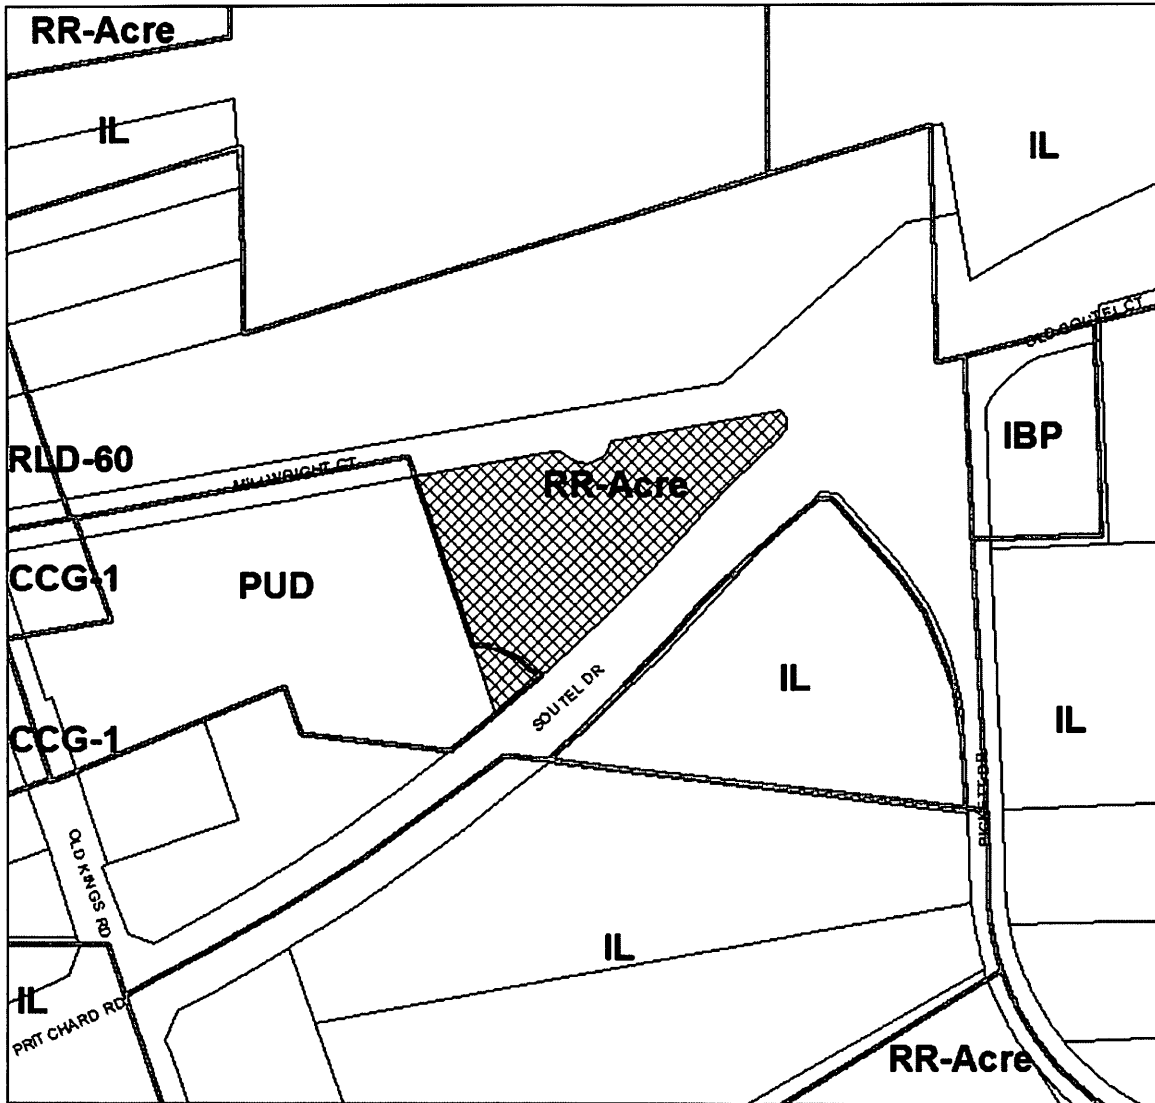 RR-Acre
IL
IL
OLD SOUTEL CT
IBP
RLD-60
MILLWRIGHT CT
RR-Acre
CCG-1
PUD
SOUTEL DR
IL
IL
CCG-1
OLD KINGS RD
IL
IL
PRITCHARD RD
RR-Acre